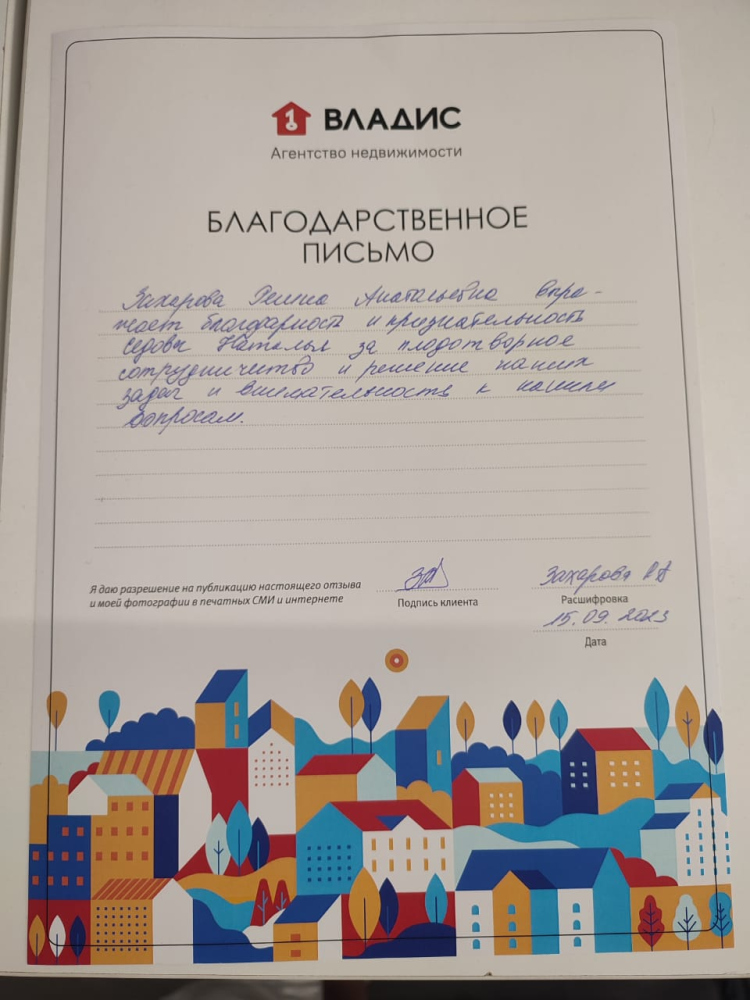 ВЛАДИС
Агентство недвижимости
БЛАГОДАРСТВЕННОЕ
ПИСЬМО
Захарова Анатольевна выра-
жает благодарность и признательность
Седовы Наталья за плодотворное
сотрудничество и решение наших
задач и внимательность к нашим
вопросам.
Я даю разрешение на публикацию настоящего отзыва
и моей фотографии в печатных СМИ и интернете
Подпись клиента
Захарова
Расшифровка
15.09.2023
Дата